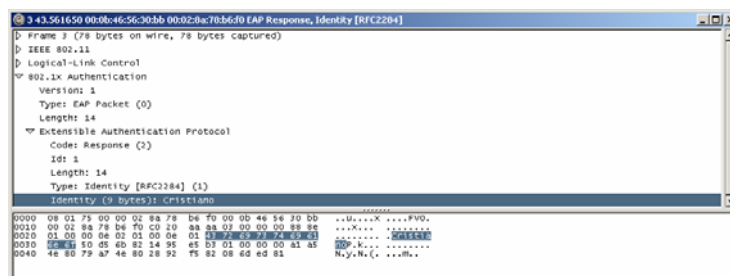 3 43.561650 00:0b:46:56:30:bb 00:02:8a:78:b6:f0 EAP Response, Identity [RFC2284]
Frame 3 (78 bytes on wire, 78 bytes captured)
IEEE 802.11
Logical-Link Control
802.1x Authentication
Version: 1
Type: EAP Packet (0)
Length: 14
Extensible Authentication Protocol
Code: Response (2)
Id: 1
Length: 14
Type: Identity [RFC2284] (1)
Identity (9 bytes): Cristiano
0000 08 01 75 00 00 02 8a 78 b6 f0 00 0b 46 56 30 bb ..u....x ....FV0.
0010 00 02 8a 78 b6 f0 c0 20 aa aa 03 00 00 00 88 8e ...x... ........
0020 01 00 00 0e 02 01 00 0e 01 43 72 69 73 74 69 61 ........ .Cristia
0030 6e 6f 50 d5 6b 82 14 95 e5 b3 01 00 00 00 a1 a5 noP.k... ........
0040 4e 80 79 a7 4e 80 28 92 f5 82 08 6d ed 81 N.y.N.(. ...m..